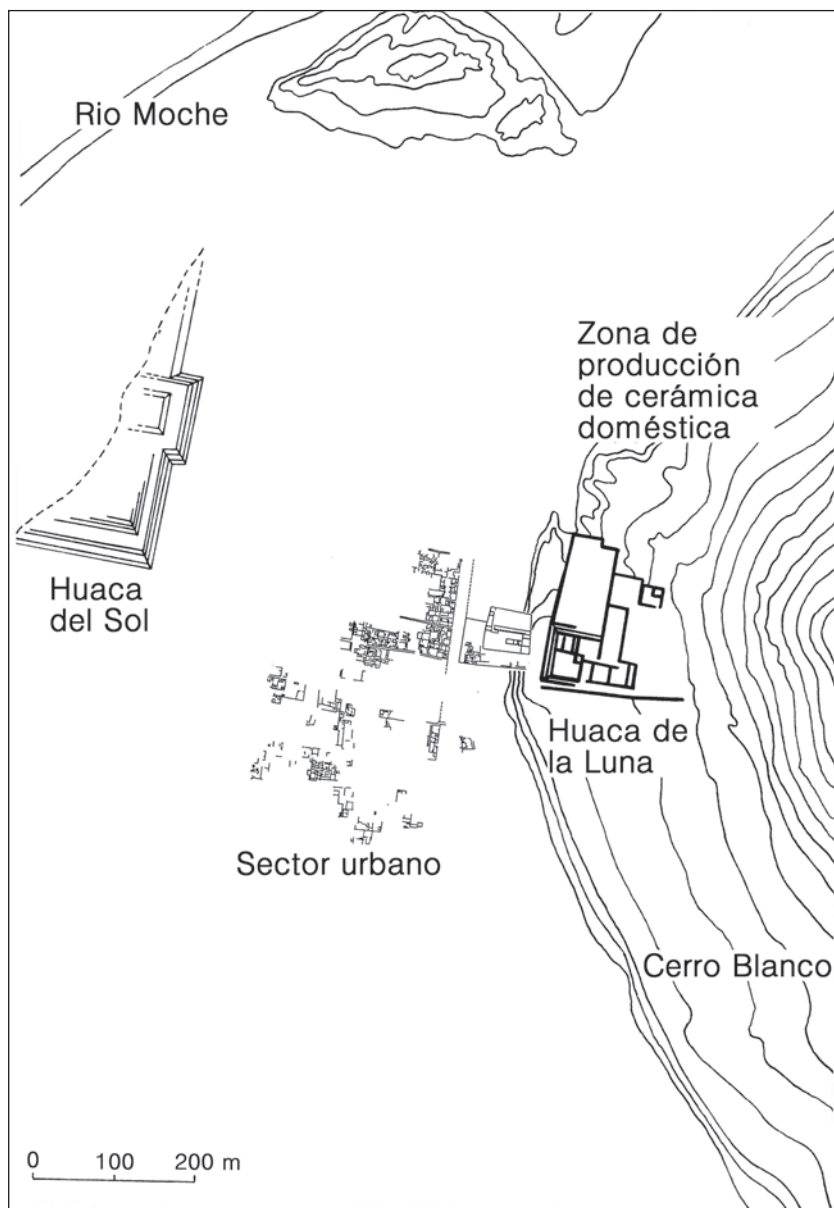 Rio Moche
Zona de
producción
de cerámica
doméstica
Huaca
del Sol
Huaca de
la Luna
Sector urbano
Cerro Blanco
0 100 200 m